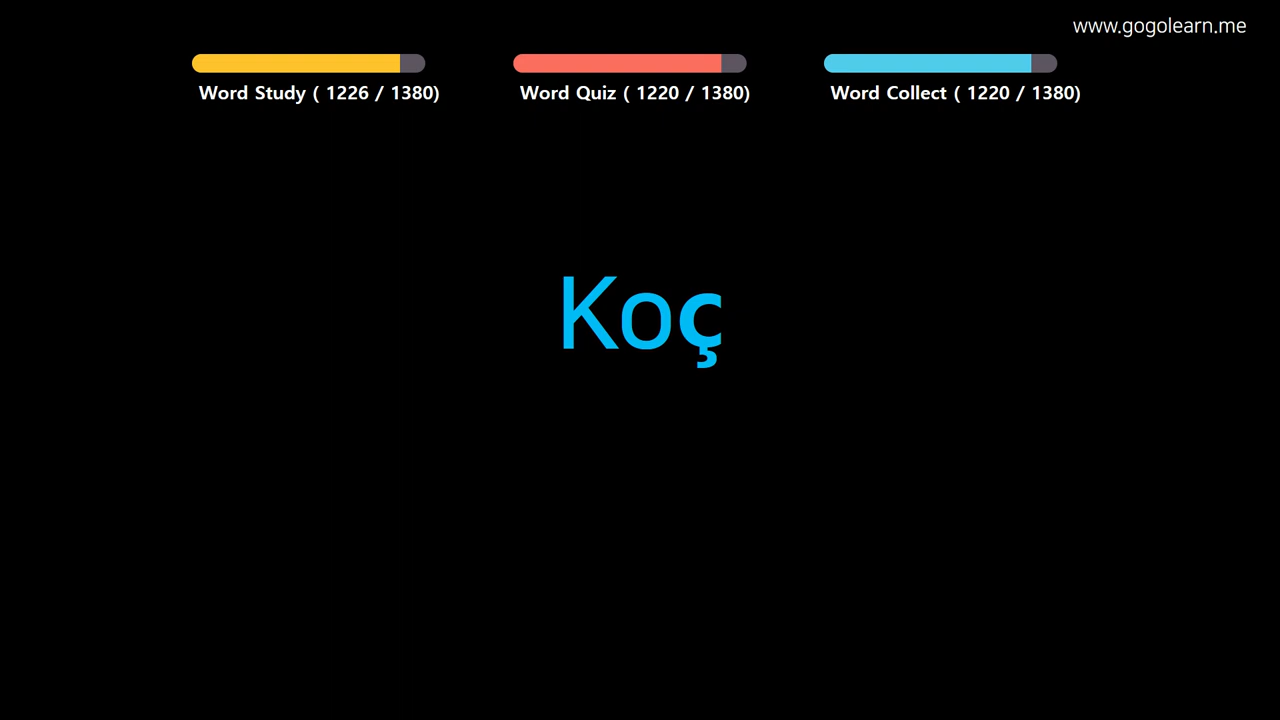 www.gogolearn.me
Word Study ( 1226 / 1380)
Word Quiz ( 1220 / 1380)
Word Collect ( 1220 / 1380)
Koç